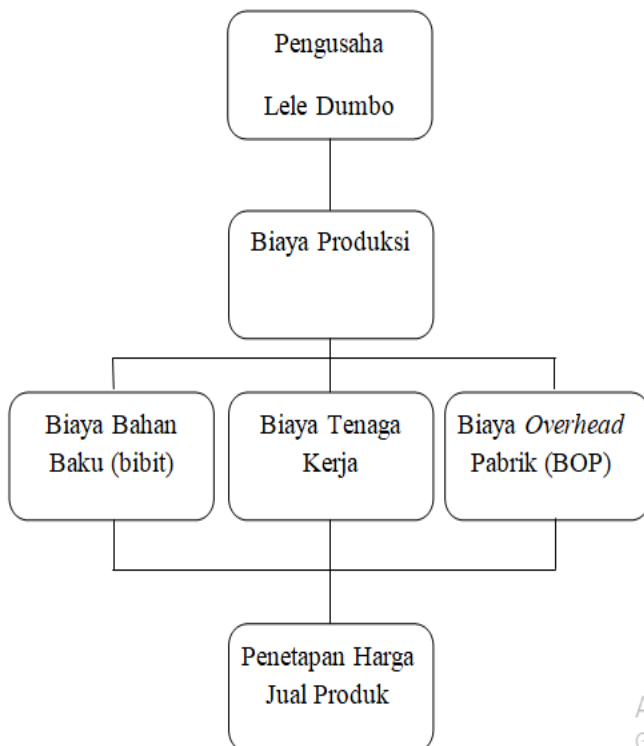 Pengusaha
Lele Dumbo
Biaya Produksi
Biaya Bahan
Baku (bibit)
Biaya Tenaga
Kerja
Biaya Overhead
Pabrik (BOP)
Penetapan Harga
Jual Produk